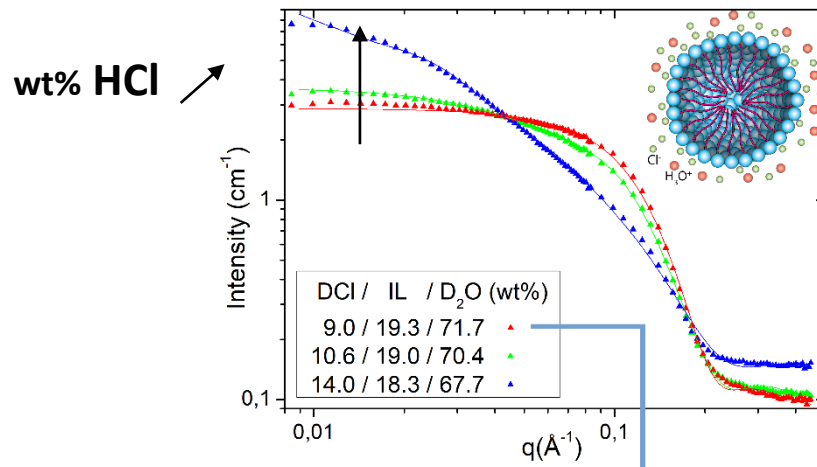 wt% HCl
Intensity (cm⁻¹)
1
0,1
Cl⁻
H₃O⁺
DCl / IL / D₂O (wt%)
9.0 / 19.3 / 71.7
10.6 / 19.0 / 70.4
14.0 / 18.3 / 67.7
0,01
0,1
q(Å⁻¹)